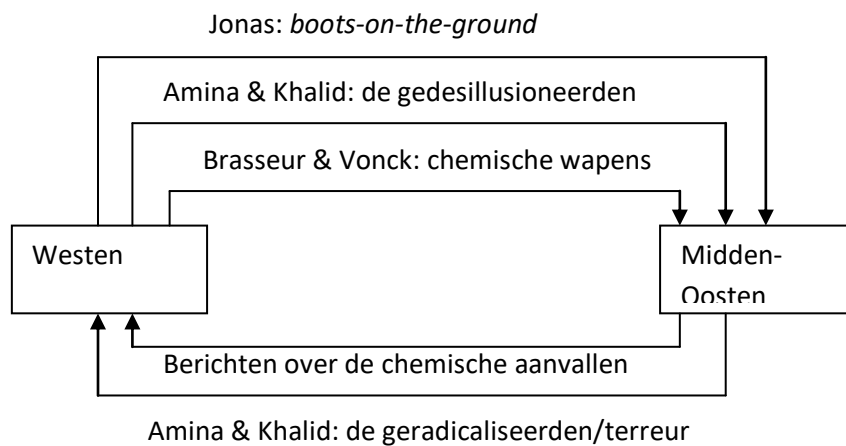 Jonas: boots-on-the-ground
Amina & Khalid: de gedesillusioneerden
Brasseur & Vonck: chemische wapens
Westen
Midden-
Oosten
Berichten over de chemische aanvallen
Amina & Khalid: de geradicaliseerden/terreur